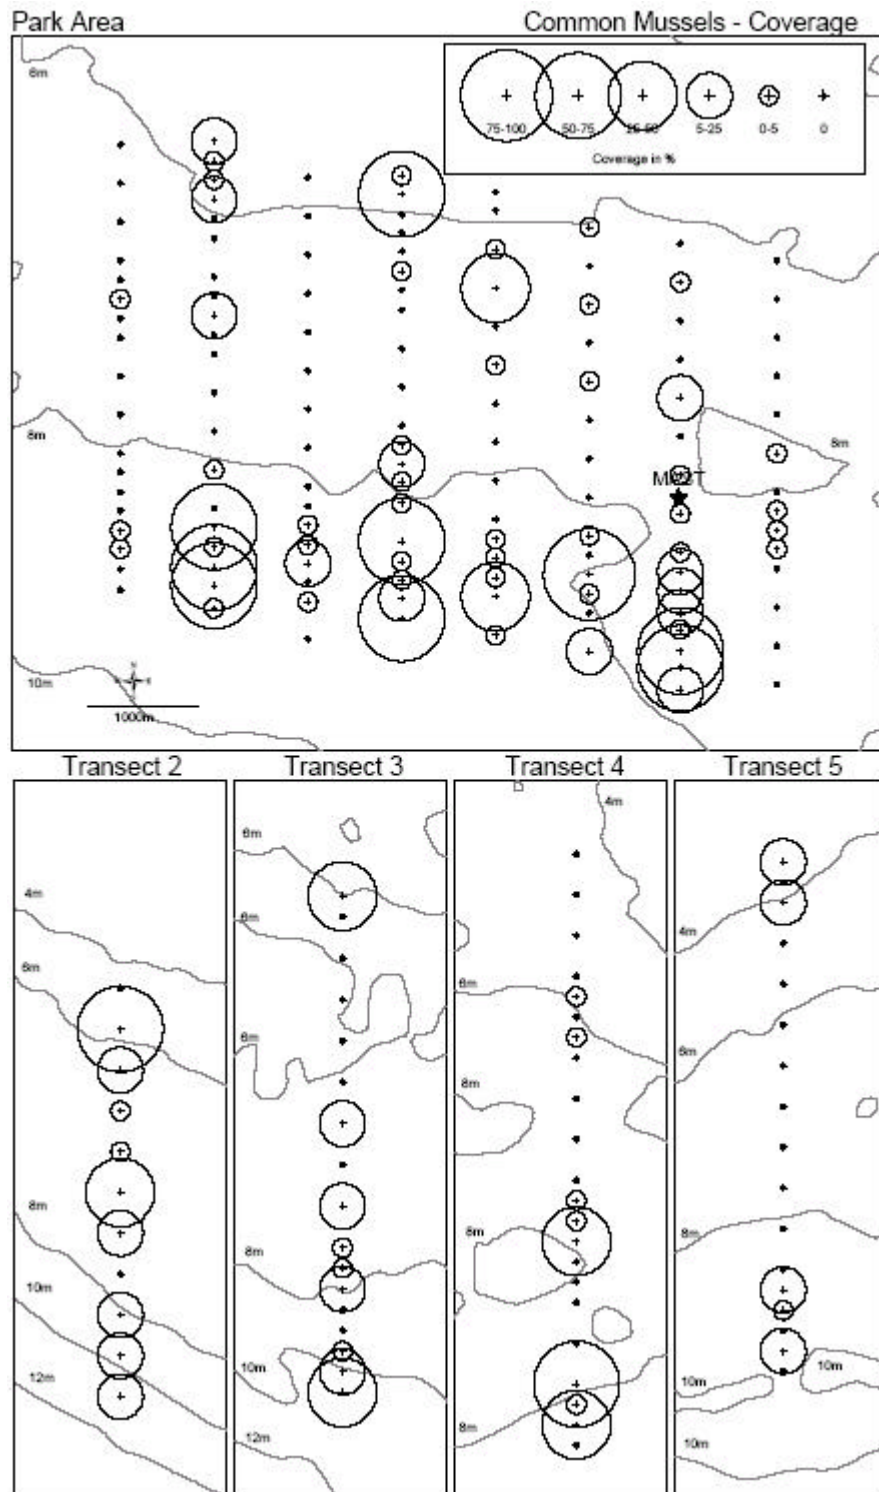 Park Area
Common Mussels - Coverage
6m
75-100 50-75 25-50 5-25 0-5 0
Coverage in %
8m
8m
MAST
10m
1000m
Transect 2
Transect 3
Transect 4
Transect 5
4m
6m
8m
10m
12m
6m
6m
6m
8m
10m
12m
4m
6m
8m
8m
8m
4m
6m
8m
10m
10m
10m